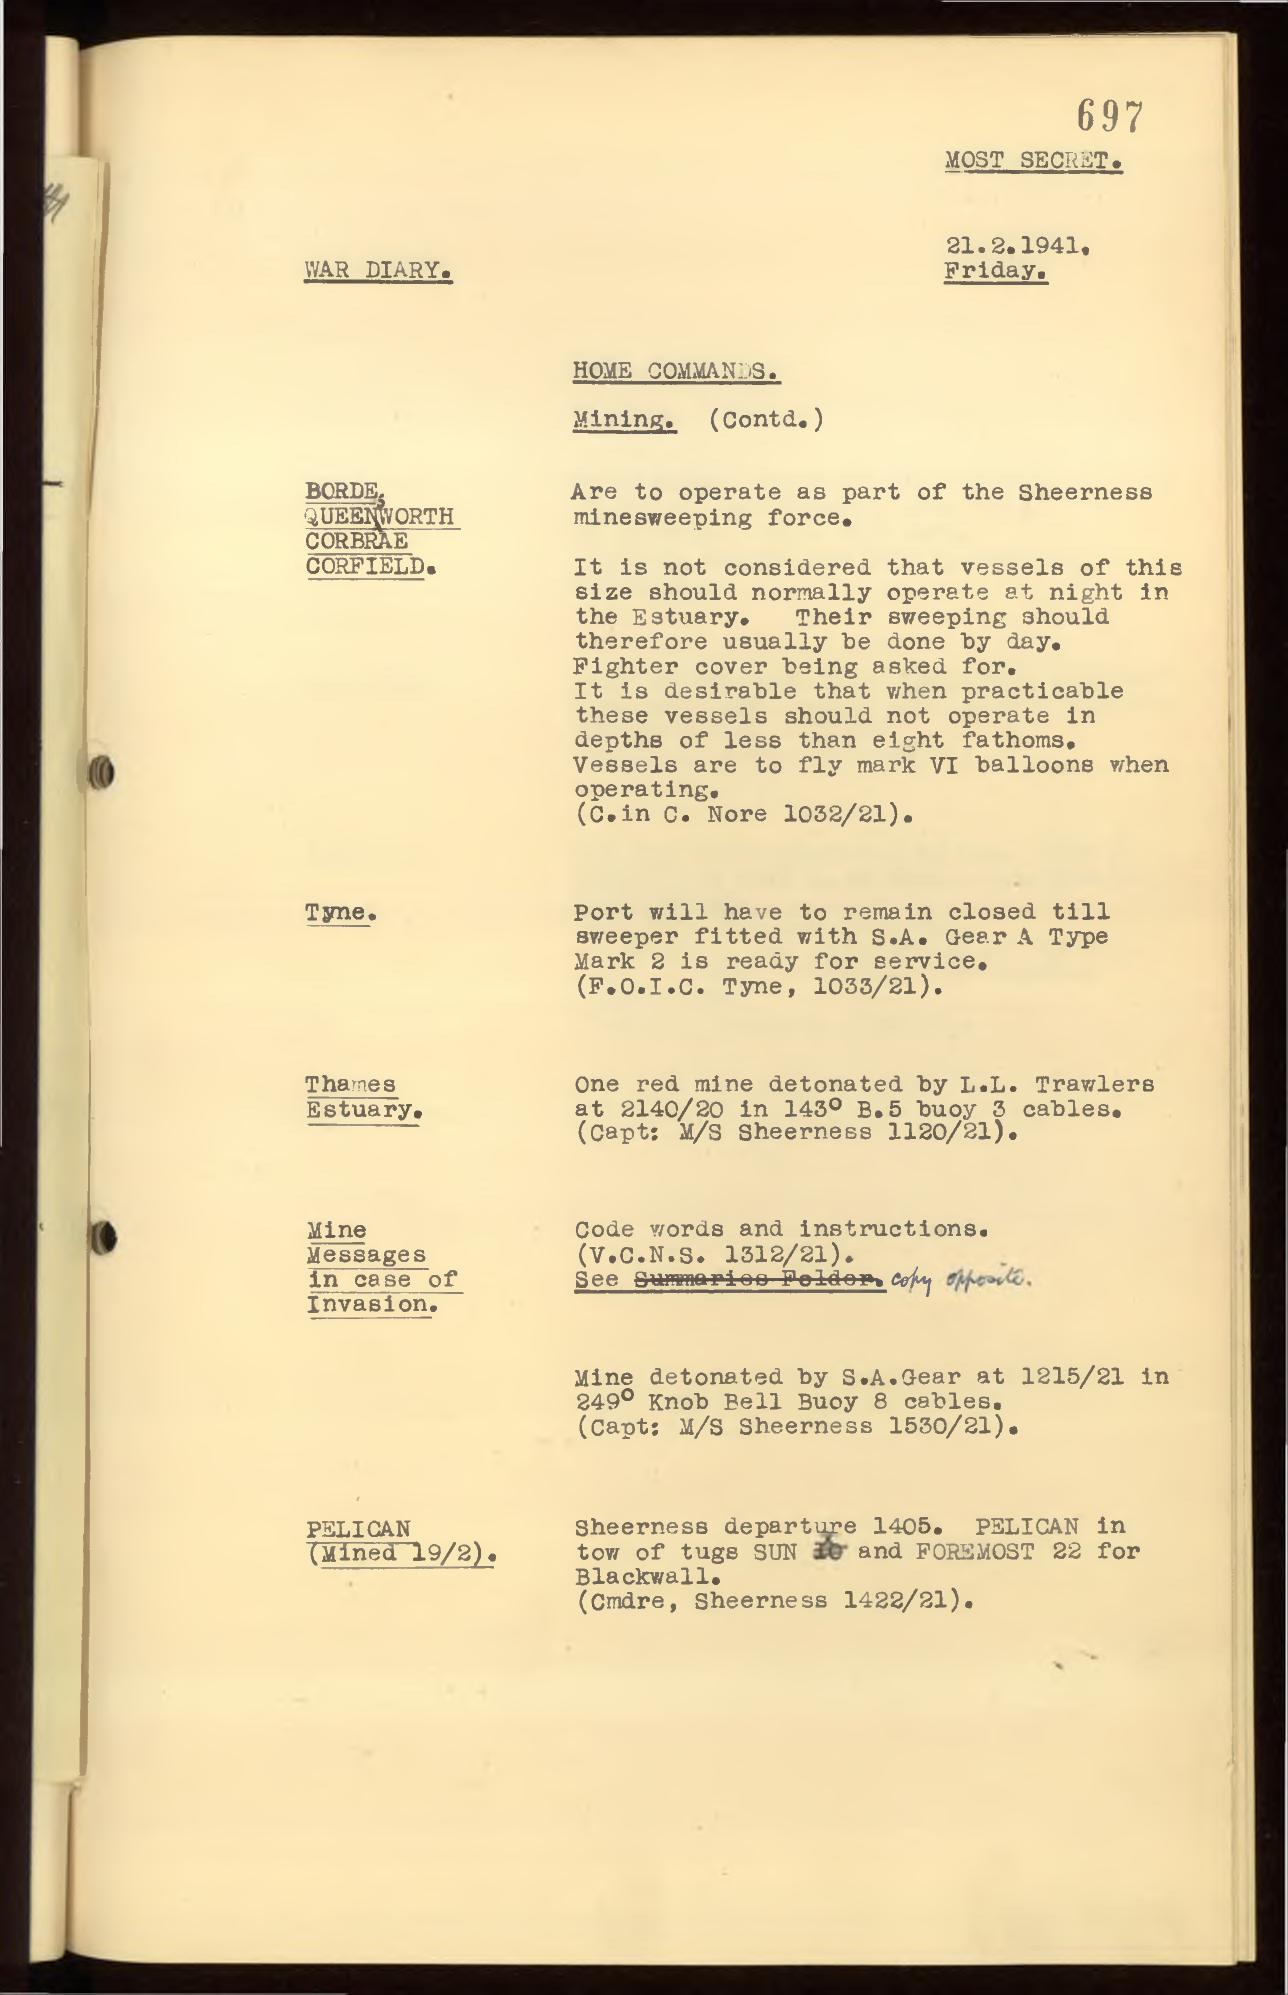 697
MOST SECRET.
21.2.1941.
Friday.
WAR DIARY.
HOME COMMANDS.
Mining. (Contd.)
BORDE,
QUEENWORTH
CORBRAE
CORFIELD.
Are to operate as part of the Sheerness
minesweeping force.
It is not considered that vessels of this
size should normally operate at night in
the Estuary. Their sweeping should
therefore usually be done by day.
Fighter cover being asked for.
It is desirable that when practicable
these vessels should not operate in
depths of less than eight fathoms.
Vessels are to fly mark VI balloons when
operating.
(C.in C. Nore 1032/21).
Tyne.
Port will have to remain closed till
sweeper fitted with S.A. Gear A Type
Mark 2 is ready for service.
(F.O.I.C. Tyne, 1033/21).
Thames
Estuary.
One red mine detonated by L.L. Trawlers
at 2140/20 in 143° B.5 buoy 3 cables.
(Capt: M/S Sheerness 1120/21).
Mine
Messages
in case of
Invasion.
Code words and instructions.
(V.C.N.S. 1312/21).
See Summaries Folder. copy opposite.
Mine detonated by S.A.Gear at 1215/21 in
249° Knob Bell Buoy 8 cables.
(Capt: M/S Sheerness 1530/21).
PELICAN
(Mined 19/2).
Sheerness departure 1405. PELICAN in
tow of tugs SUN and FOREMOST 22 for
Blackwall.
(Cmdre, Sheerness 1422/21).